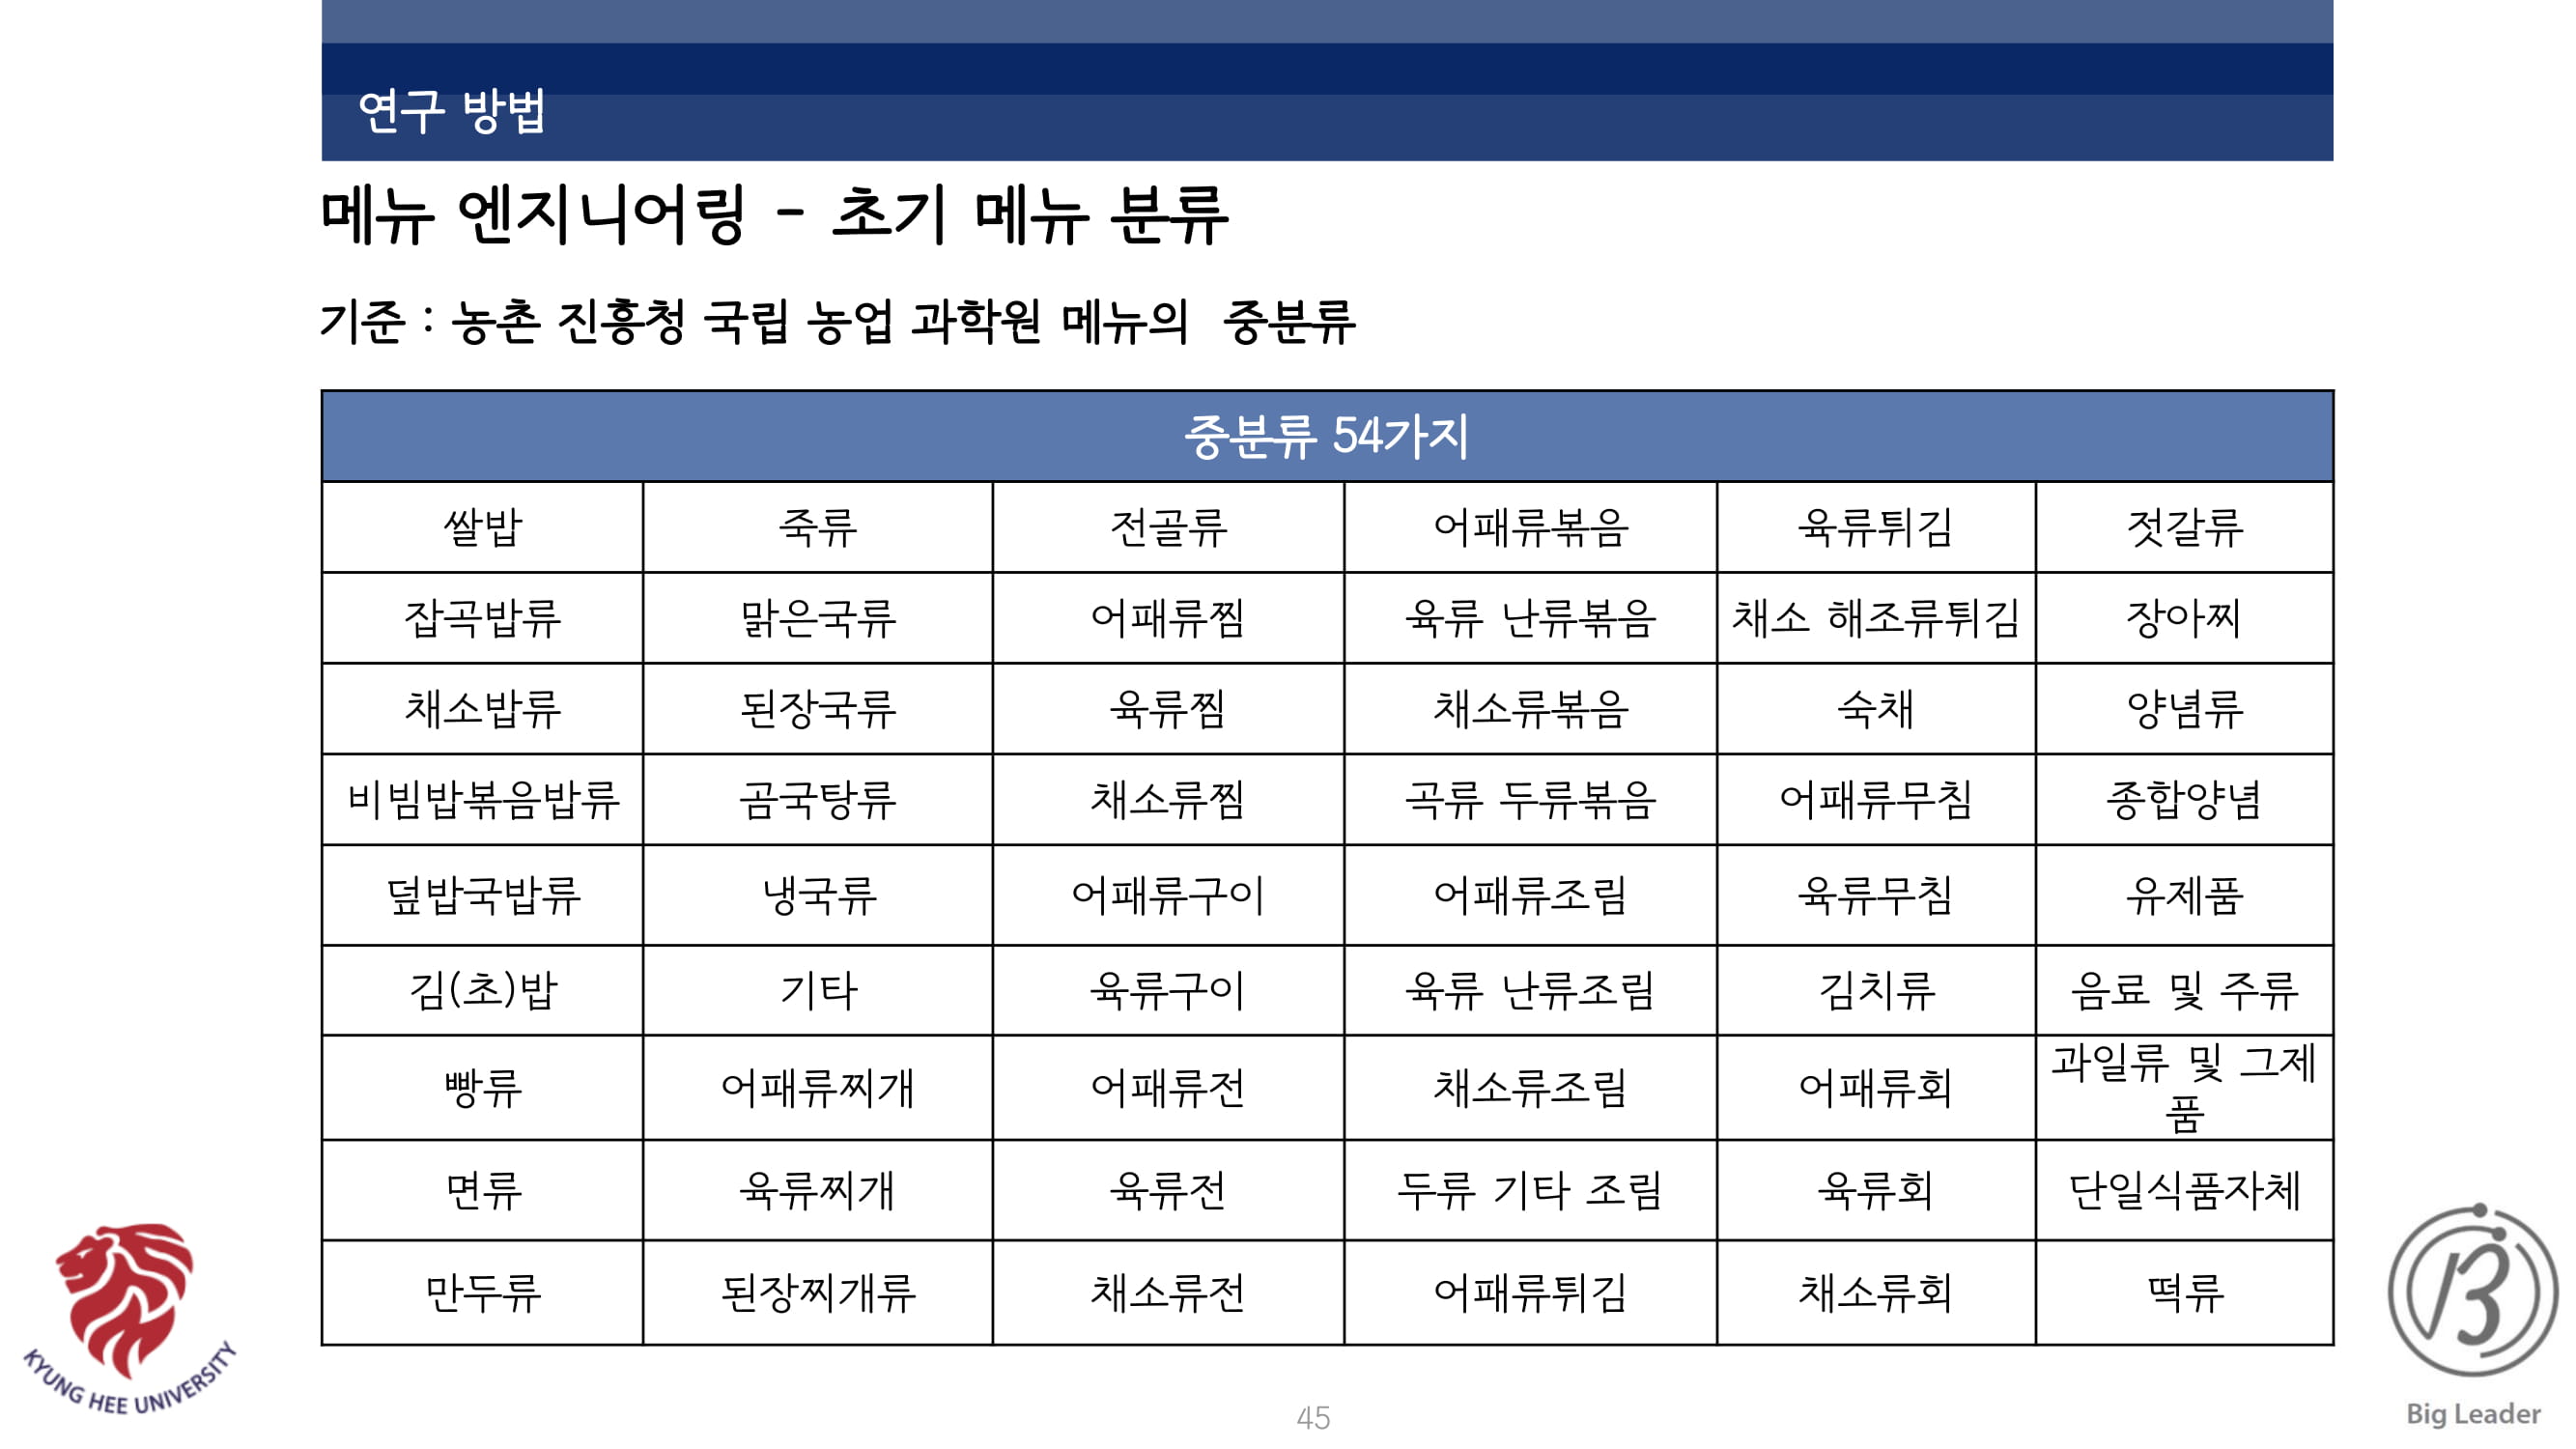 연구 방법
메뉴 엔지니어링 - 초기 메뉴 분류
기준 : 농촌 진흥청 국립 농업 과학원 메뉴의 중분류
중분류 54가지
쌀밥 죽류 전골류 어패류볶음 육류튀김 젓갈류
잡곡밥류 맑은국류 어패류찜 육류 난류볶음 채소 해조류튀김 장아찌
채소밥류 된장국류 육류찜 채소류볶음 숙채 양념류
비빔밥볶음밥류 곰국탕류 채소류찜 곡류 두류볶음 어패류무침 종합양념
덮밥국밥류 냉국류 어패류구이 어패류조림 육류무침 유제품
김(초)밥 기타 육류구이 육류 난류조림 김치류 음료 및 주류
빵류 어패류찌개 어패류전 채소류조림 어패류회 과일류 및 그제
품
면류 육류찌개 육류전 두류 기타 조림 육류회 단일식품자체
만두류 된장찌개류 채소류전 어패류튀김 채소류회 떡류
KYUNG HEE UNIVERSITY
45
Big Leader